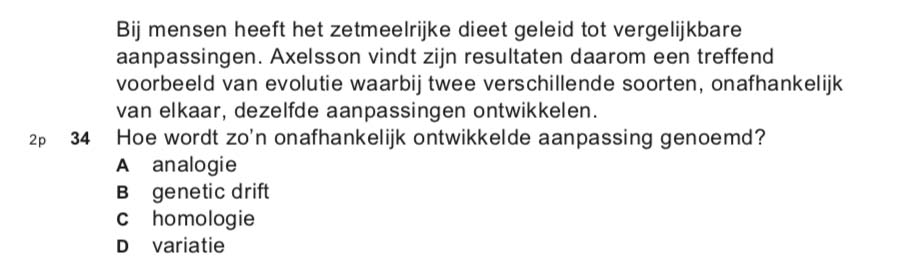 Bij mensen heeft het zetmeelrijke dieet geleid tot vergelijkbare
aanpassingen. Axelsson vindt zijn resultaten daarom een treffend
voorbeeld van evolutie waarbij twee verschillende soorten, onafhankelijk
van elkaar, dezelfde aanpassingen ontwikkelen.
2p 34 Hoe wordt zo'n onafhankelijk ontwikkelde aanpassing genoemd?
A analogie
B genetic drift
C homologie
D variatie